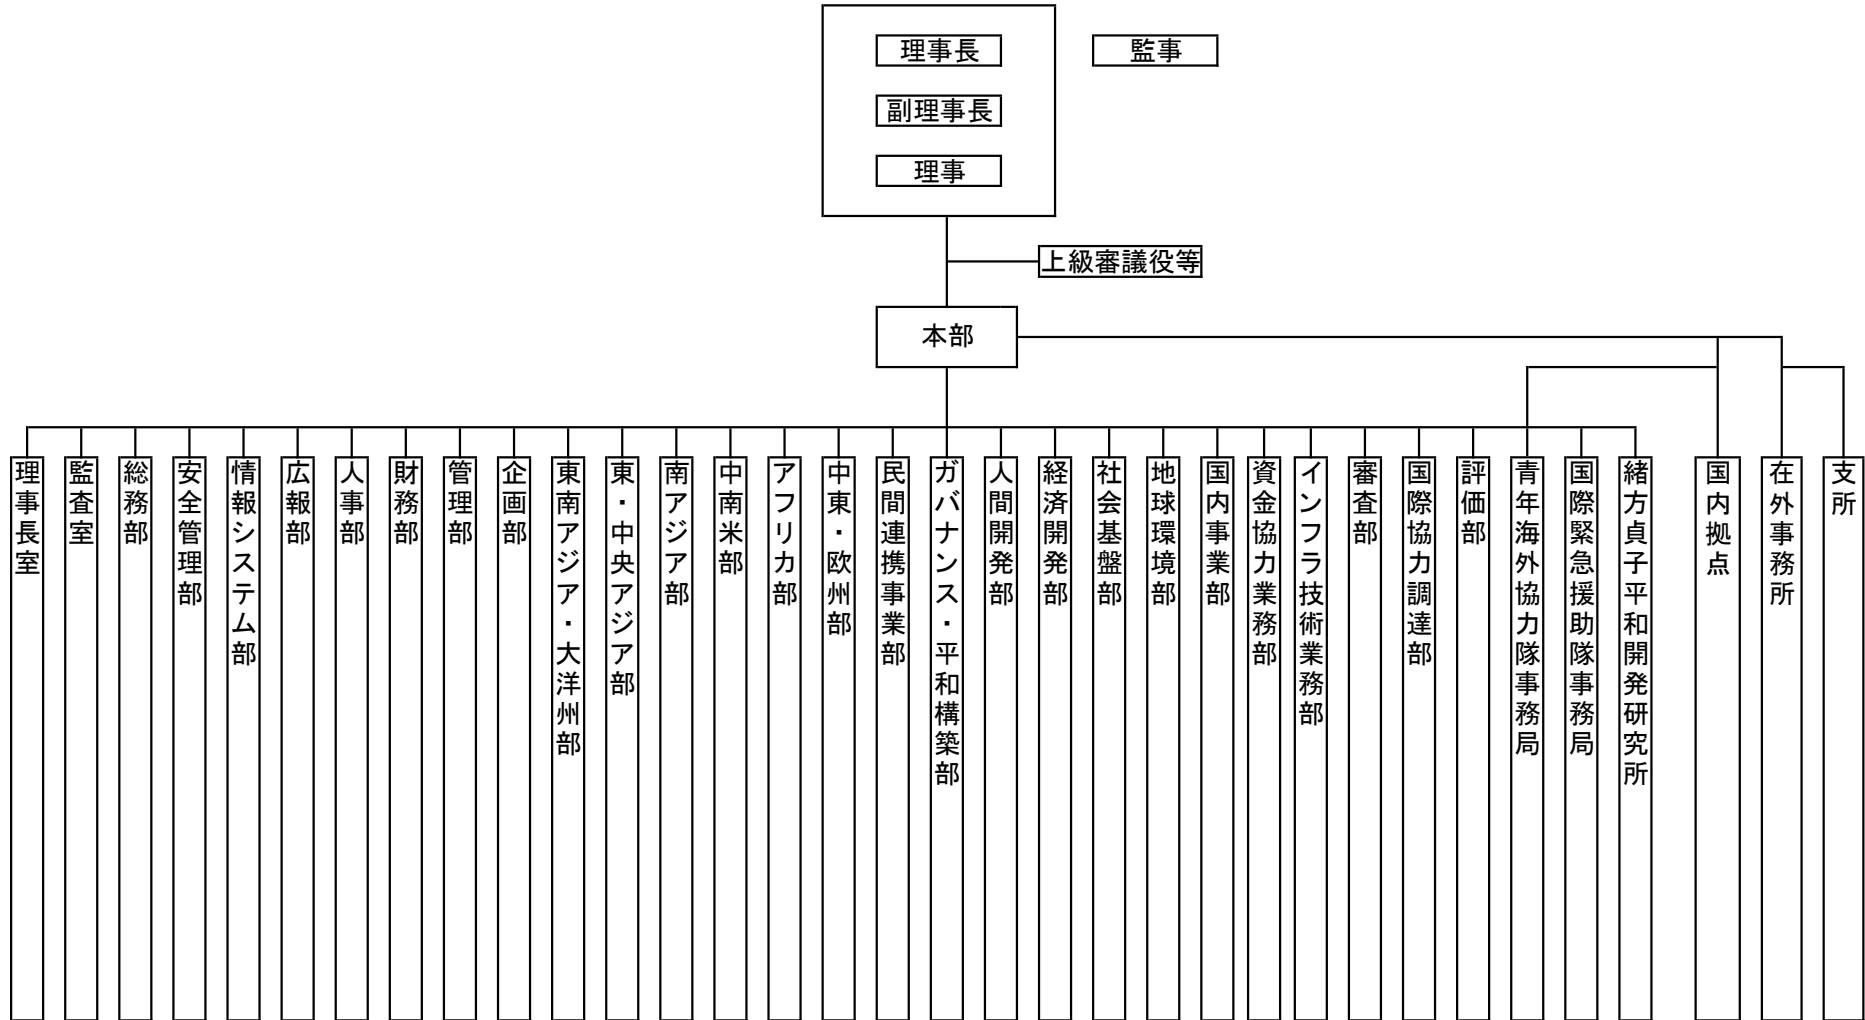 理事長
監事
副理事長
理事
上級審議役等
本部
理事長室
監査室
総務部
安全管理部
情報システム部
広報部
人事部
財務部
管理部
企画部
東南アジア・大洋州部
東・中央アジア部
南アジア部
中南米部
アフリカ部
中東・欧州部
民間連携事業部
ガバナンス・平和構築部
人間開発部
経済開発部
社会基盤部
地球環境部
国内事業部
資金協力業務部
インフラ技術業務部
審査部
国際協力調達部
評価部
青年海外協力隊事務局
国際緊急援助隊事務局
緒方貞子平和開発研究所
国内拠点
在外事務所
支所